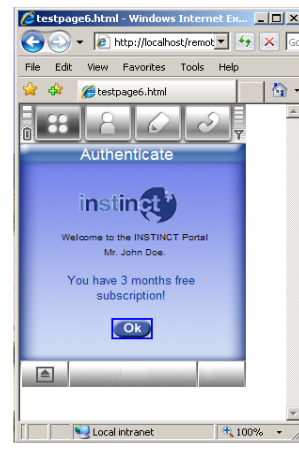 testpage6.html - Windows Internet Ex...
http://localhost/remot
Go
File Edit View Favorites Tools Help
testpage6.html
Authenticate
instinct
Welcome to the INSTINCT Portal
Mr. John Doe.
You have 3 months free
subscription!
Ok
Local intranet 100%